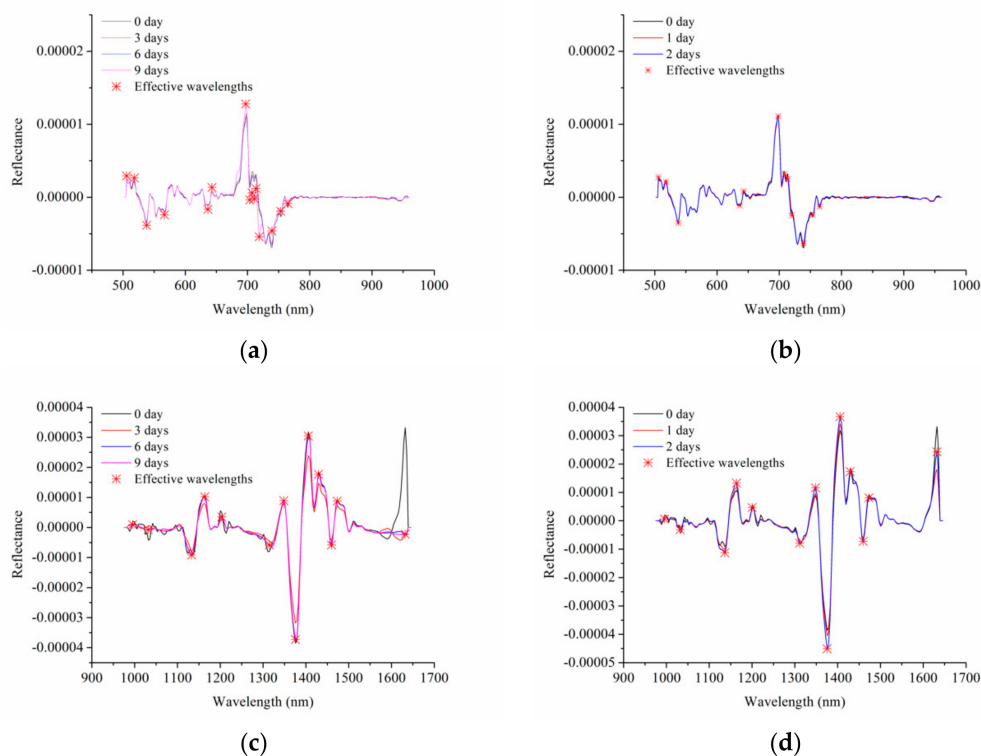 0 day
3 days
6 days
9 days
Effective wavelengths
0.00002
0.00001
0.00000
-0.00001
Reflectance
500 600 700 800 900 1000
Wavelength (nm)
(a)
0 day
1 day
2 days
Effective wavelengths
0.00002
0.00001
0.00000
-0.00001
Reflectance
500 600 700 800 900 1000
Wavelength (nm)
(b)
0 day
3 days
6 days
9 days
Effective wavelengths
0.00004
0.00003
0.00002
0.00001
0.00000
-0.00001
-0.00002
-0.00003
-0.00004
Reflectance
900 1000 1100 1200 1300 1400 1500 1600 1700
Wavelength (nm)
(c)
0 day
1 day
2 days
Effective wavelengths
0.00004
0.00003
0.00002
0.00001
0.00000
-0.00001
-0.00002
-0.00003
-0.00004
-0.00005
Reflectance
900 1000 1100 1200 1300 1400 1500 1600 1700
Wavelength (nm)
(d)